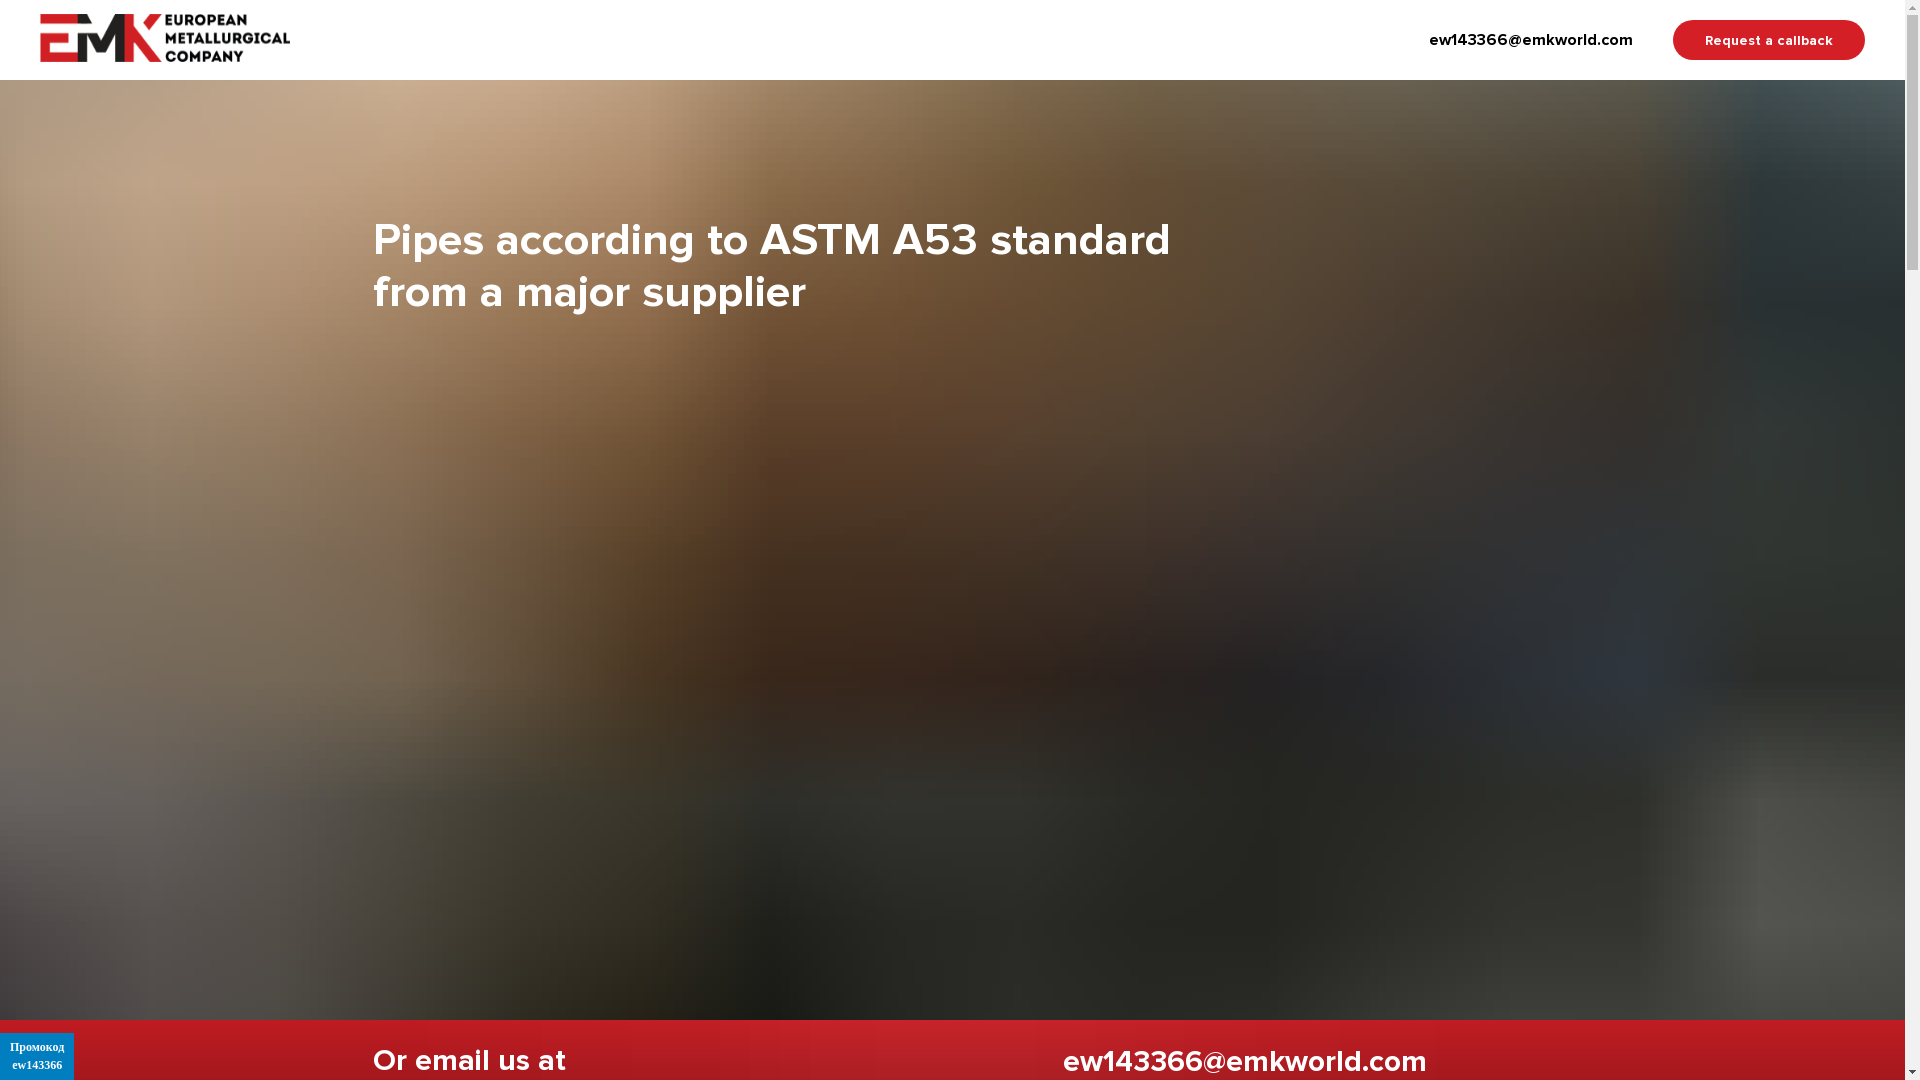 EMK EUROPEAN
METALLURGICAL
COMPANY
ew143366@emkworld.com
Request a callback
Pipes according to ASTM A53 standard
from a major supplier
Or email us at
ew143366@emkworld.com
Промокод
ew143366